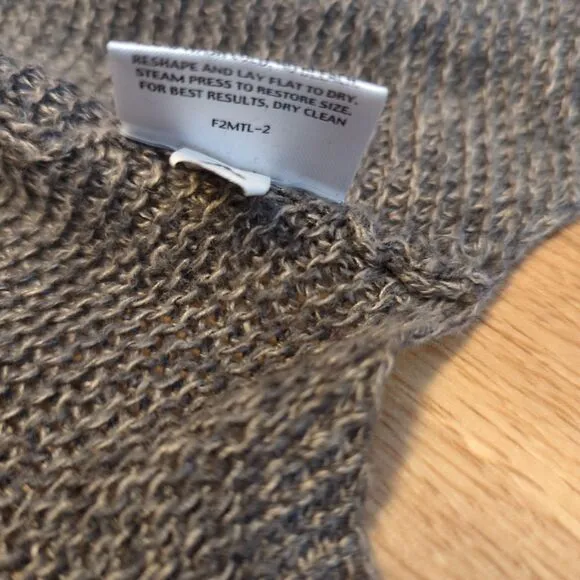 RESHAPE AND LAY FLAT TO DRY.
STEAM PRESS TO RESTORE SIZE.
FOR BEST RESULTS, DRY CLEAN
F2MTL-2